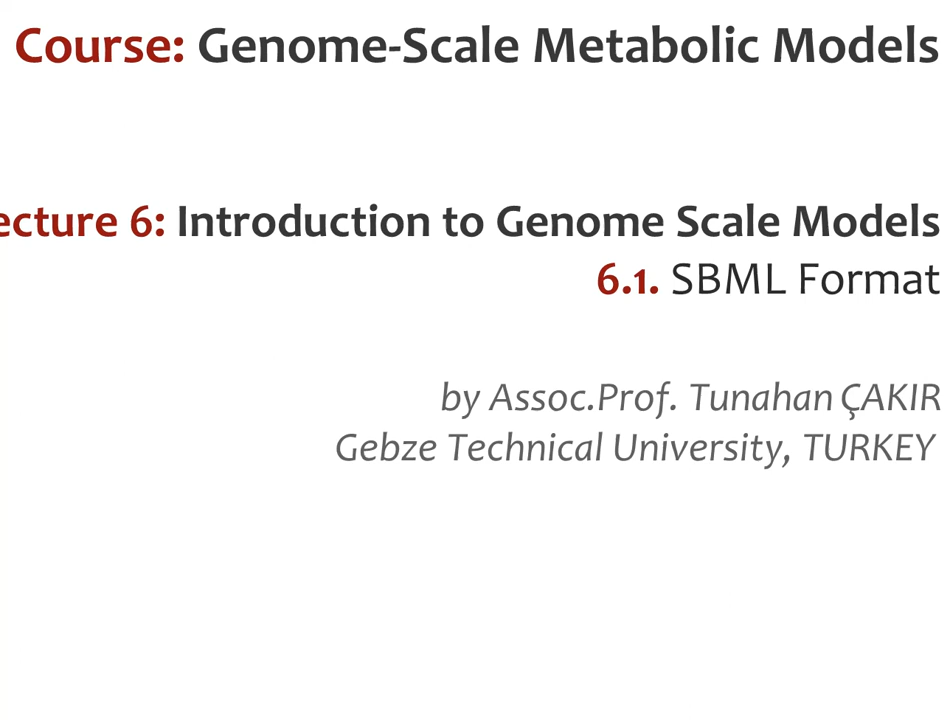 Course: Genome-Scale Metabolic Models
ecture 6: Introduction to Genome Scale Models
6.1. SBML Format
by Assoc.Prof. Tunahan ÇAKIR
Gebze Technical University, TURKEY